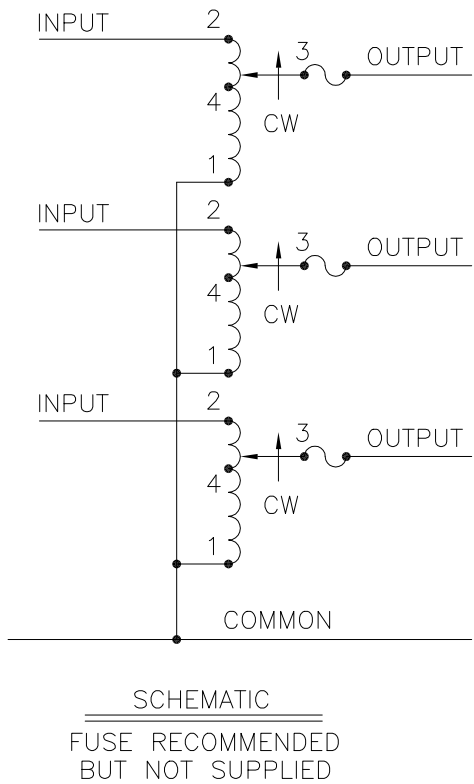 INPUT 2
3 OUTPUT
4
CW
1
INPUT 2
3 OUTPUT
4
CW
1
INPUT 2
3 OUTPUT
4
CW
1
COMMON
SCHEMATIC
FUSE RECOMMENDED
BUT NOT SUPPLIED